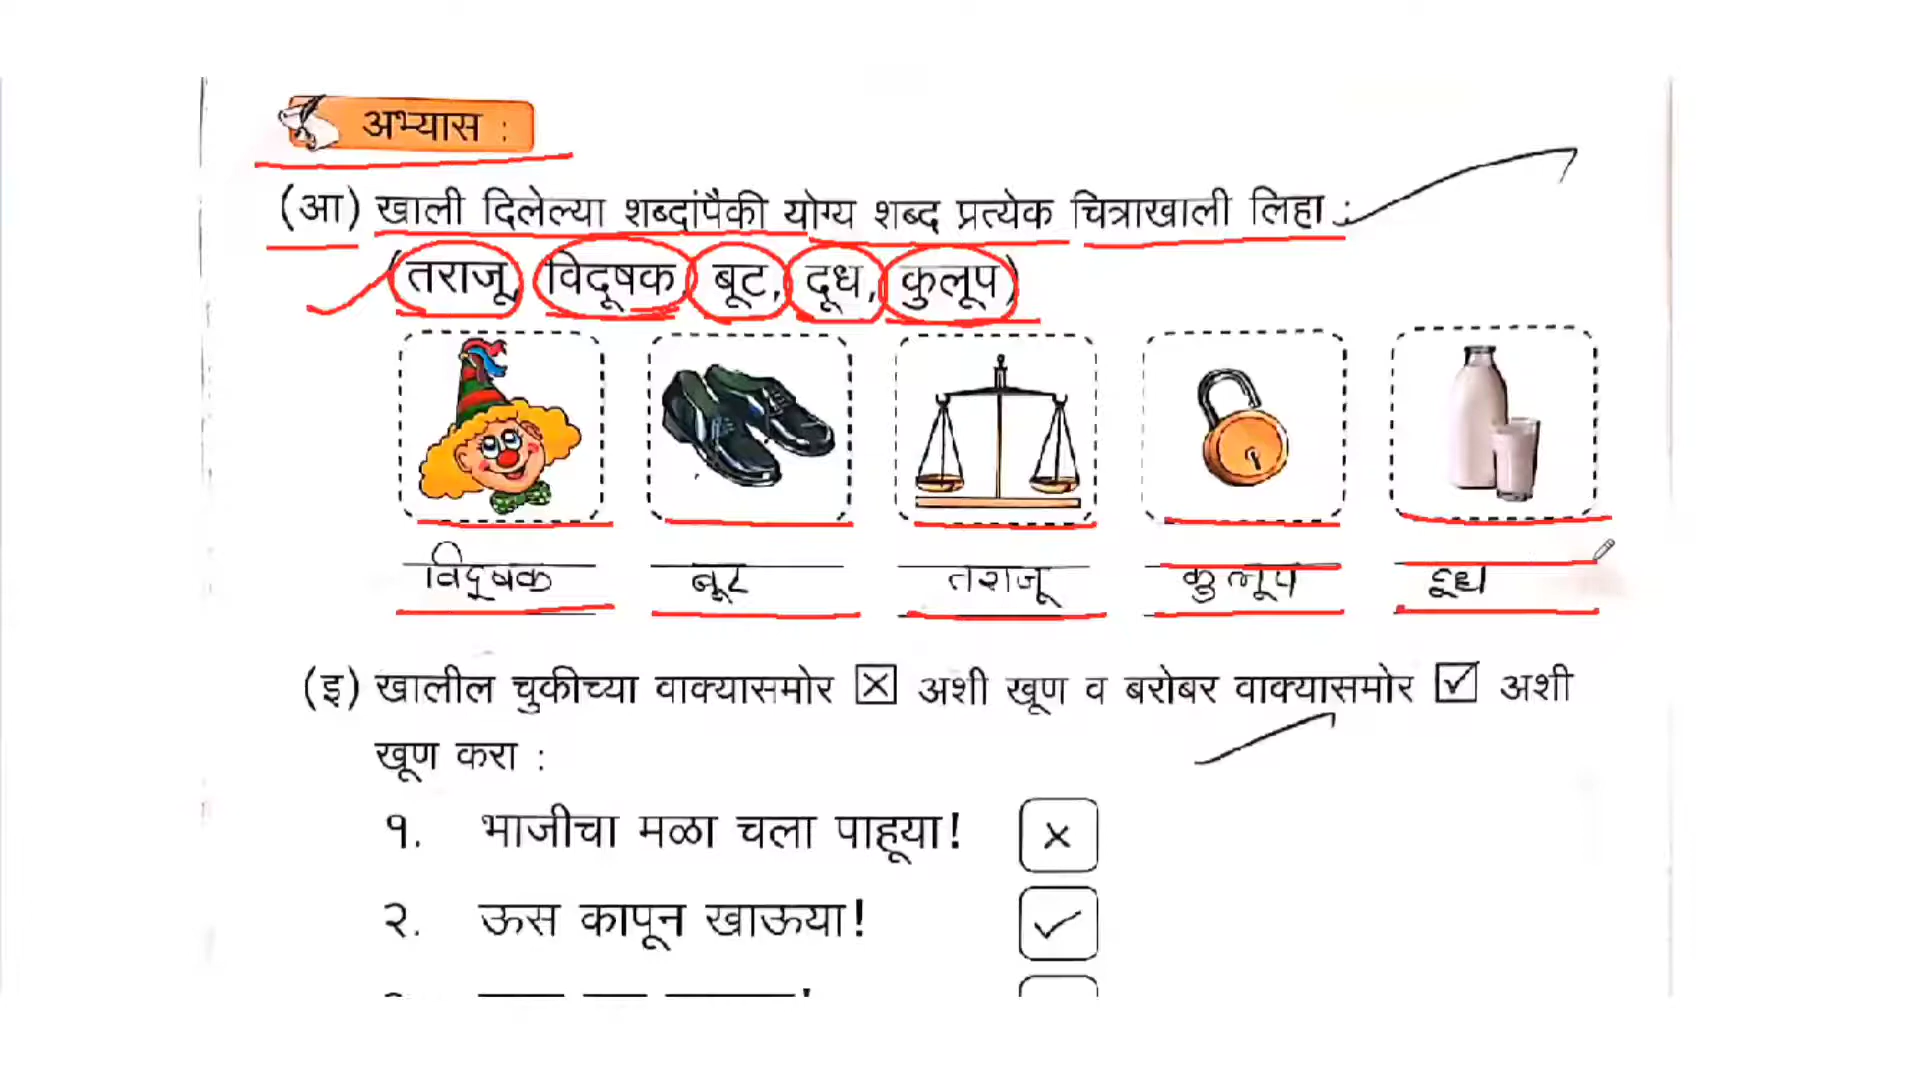 अभ्यास :
(आ) खाली दिलेल्या शब्दांपैकी योग्य शब्द प्रत्येक चित्राखाली लिहा :
(तराजू, विदूषक, बूट, दूध, कुलूप)
विदूषक बूट तराजू कुलूप दूध
(इ) खालील चुकीच्या वाक्यासमोर ☒ अशी खूण व बरोबर वाक्यासमोर ☑ अशी
खूण करा :
१. भाजीचा मळा चला पाहूया! ✗
२. ऊस कापून खाऊया! ✓